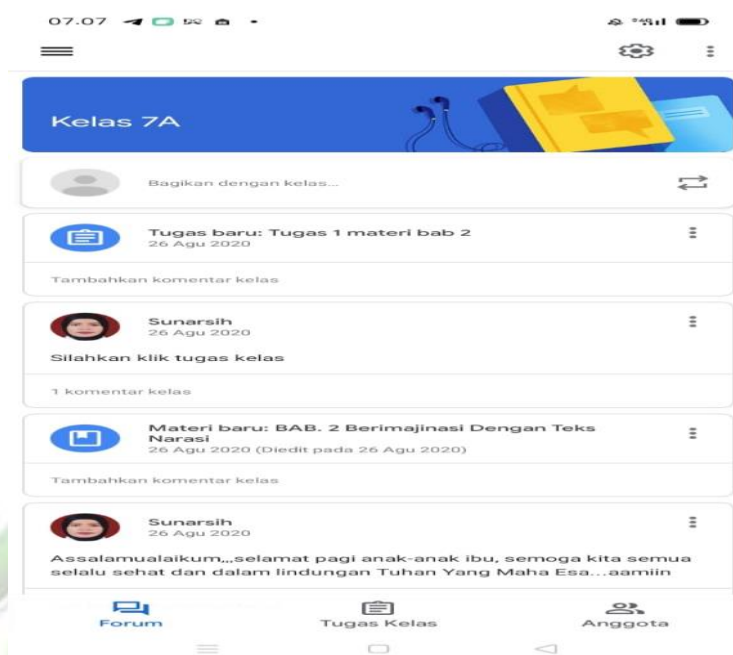 07.07
Kelas 7A
Bagikan dengan kelas...
Tugas baru: Tugas 1 materi bab 2
26 Agu 2020
Tambahkan komentar kelas
Sunarsih
26 Agu 2020
Silahkan klik tugas kelas
1 komentar kelas
Materi baru: BAB. 2 Berimajinasi Dengan Teks
Narasi
26 Agu 2020 (Diedit pada 26 Agu 2020)
Tambahkan komentar kelas
Sunarsih
26 Agu 2020
Assalamualaikum,,,selamat pagi anak-anak ibu, semoga kita semua
selalu sehat dan dalam lindungan Tuhan Yang Maha Esa...aamiin
Forum
Tugas Kelas
Anggota